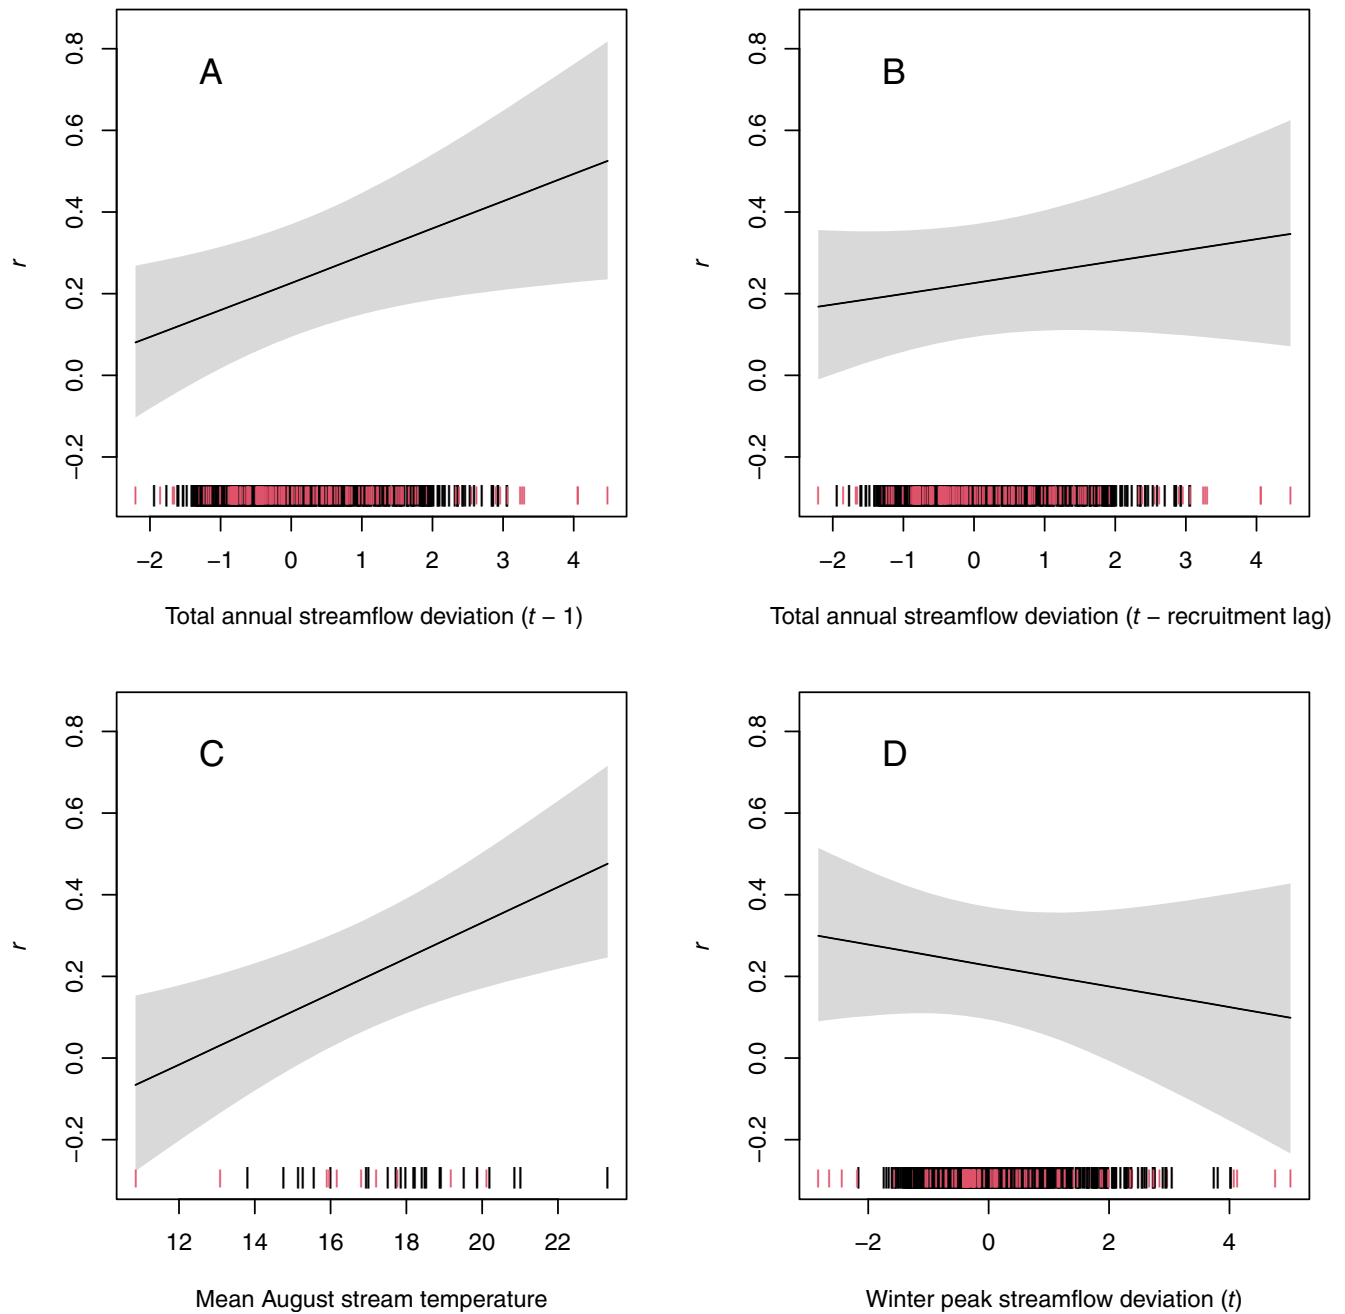 A
r
0.8
0.6
0.4
0.2
0.0
−0.2
−2 −1 0 1 2 3 4
Total annual streamflow deviation (t − 1)
B
r
0.8
0.6
0.4
0.2
0.0
−0.2
−2 −1 0 1 2 3 4
Total annual streamflow deviation (t − recruitment lag)
C
r
0.8
0.6
0.4
0.2
0.0
−0.2
12 14 16 18 20 22
Mean August stream temperature
D
r
0.8
0.6
0.4
0.2
0.0
−0.2
−2 0 2 4
Winter peak streamflow deviation (t)